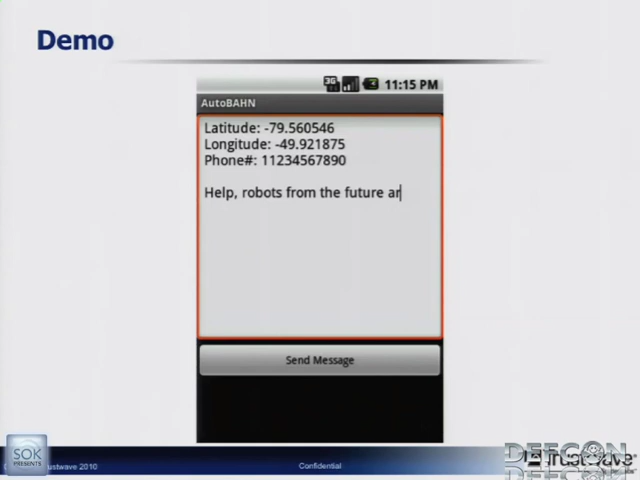 Demo
3G
11:15 PM
AutoBAHN
Latitude: -79.560546
Longitude: -49.921875
Phone#: 11234567890
Help, robots from the future ar
Send Message
SOK
PRESENTS
ustwave 2010
Confidential
DEFCON
Trustwave